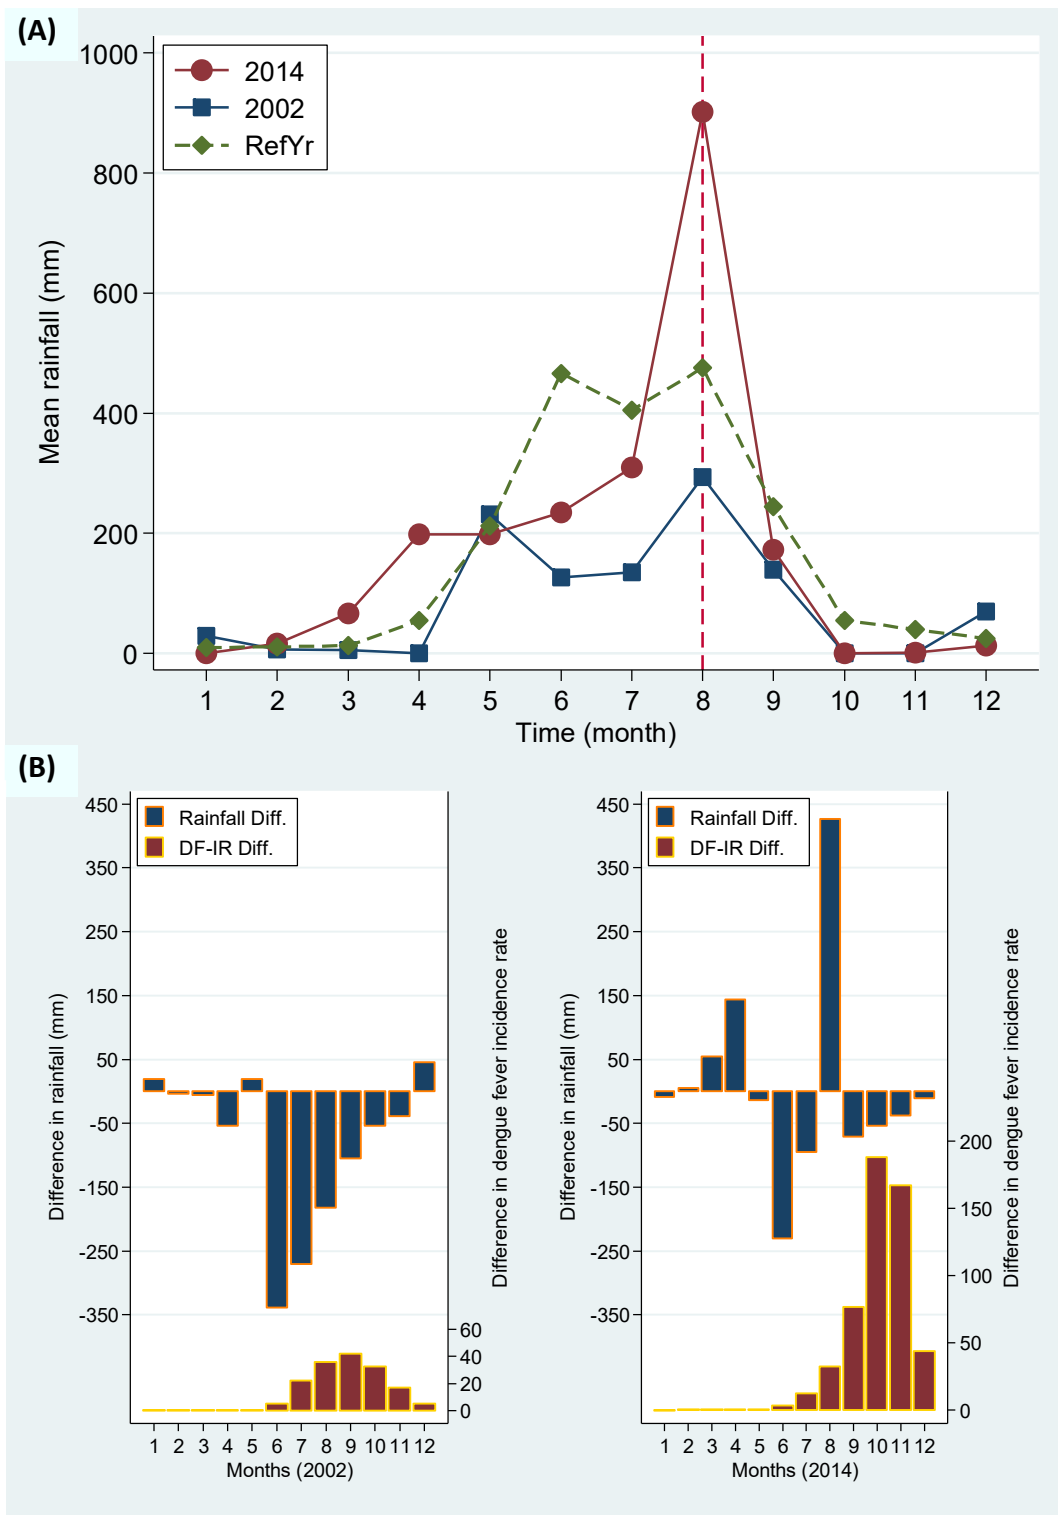 (A)
1000
800
600
400
200
0
Mean rainfall (mm)
2014
2002
RefYr
1 2 3 4 5 6 7 8 9 10 11 12
Time (month)
(B)
450
350
250
150
50
-50
-150
-250
-350
Difference in rainfall (mm)
Rainfall Diff.
DF-IR Diff.
60
40
20
0
Difference in dengue fever incidence rate
1 2 3 4 5 6 7 8 9 10 11 12
Months (2002)
450
350
250
150
50
-50
-150
-250
-350
Difference in rainfall (mm)
Rainfall Diff.
DF-IR Diff.
200
150
100
50
0
Difference in dengue fever incidence rate
1 2 3 4 5 6 7 8 9 10 11 12
Months (2014)